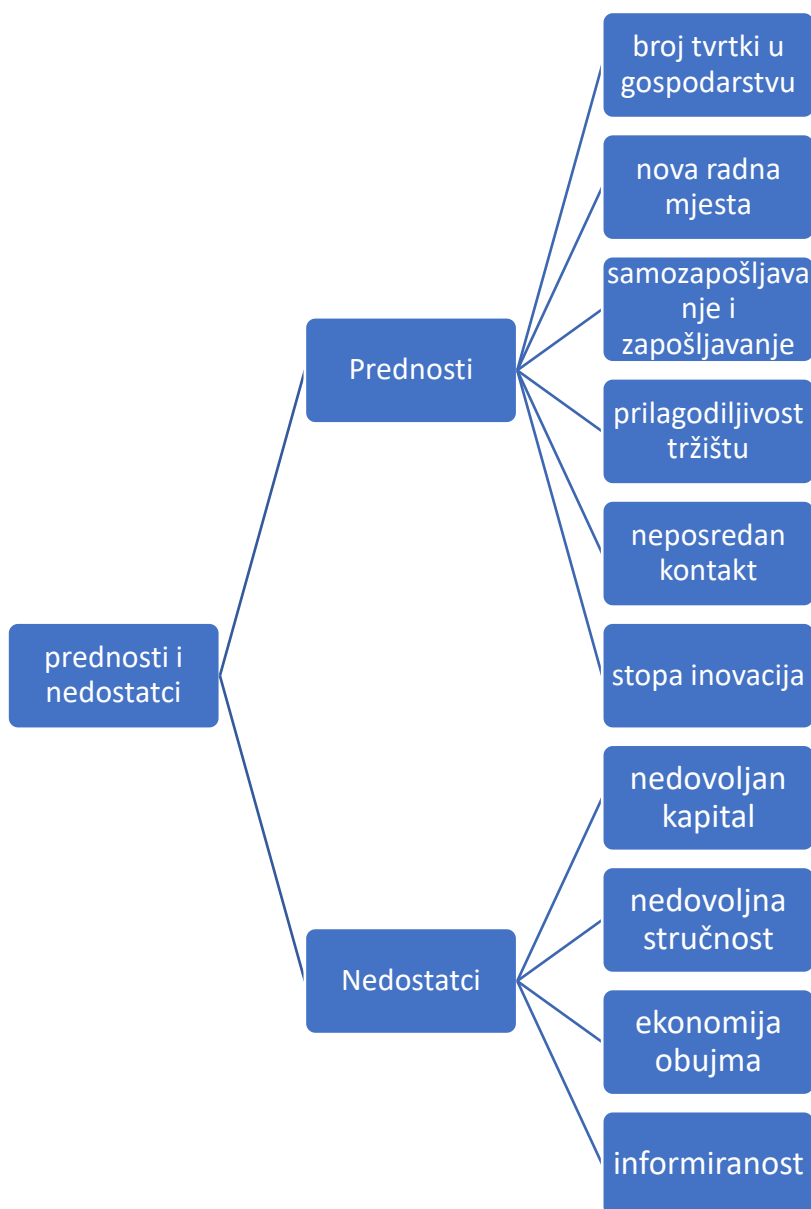 prednosti i
nedostatci
Prednosti
broj tvrtki u
gospodarstvu
nova radna
mjesta
samozapošljava
nje i
zapošljavanje
prilagodiljivost
tržištu
neposredan
kontakt
stopa inovacija
Nedostatci
nedovoljan
kapital
nedovoljna
stručnost
ekonomija
obujma
informiranost